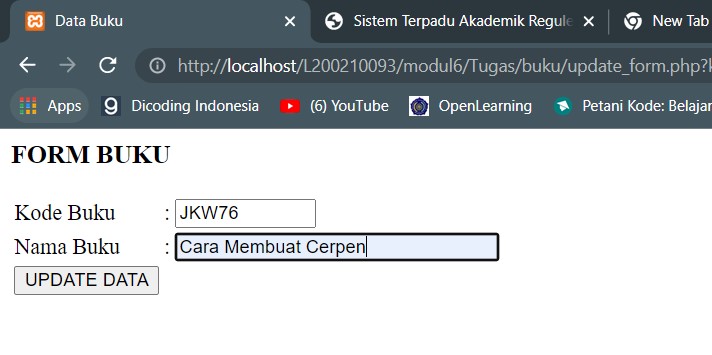 Data Buku Sistem Terpadu Akademik Regule New Tab
http://localhost/L200210093/modul6/Tugas/buku/update_form.php?k
Apps g Dicoding Indonesia (6) YouTube OpenLearning Petani Kode: Belajar
FORM BUKU
Kode Buku : JKW76
Nama Buku : Cara Membuat Cerpen
UPDATE DATA